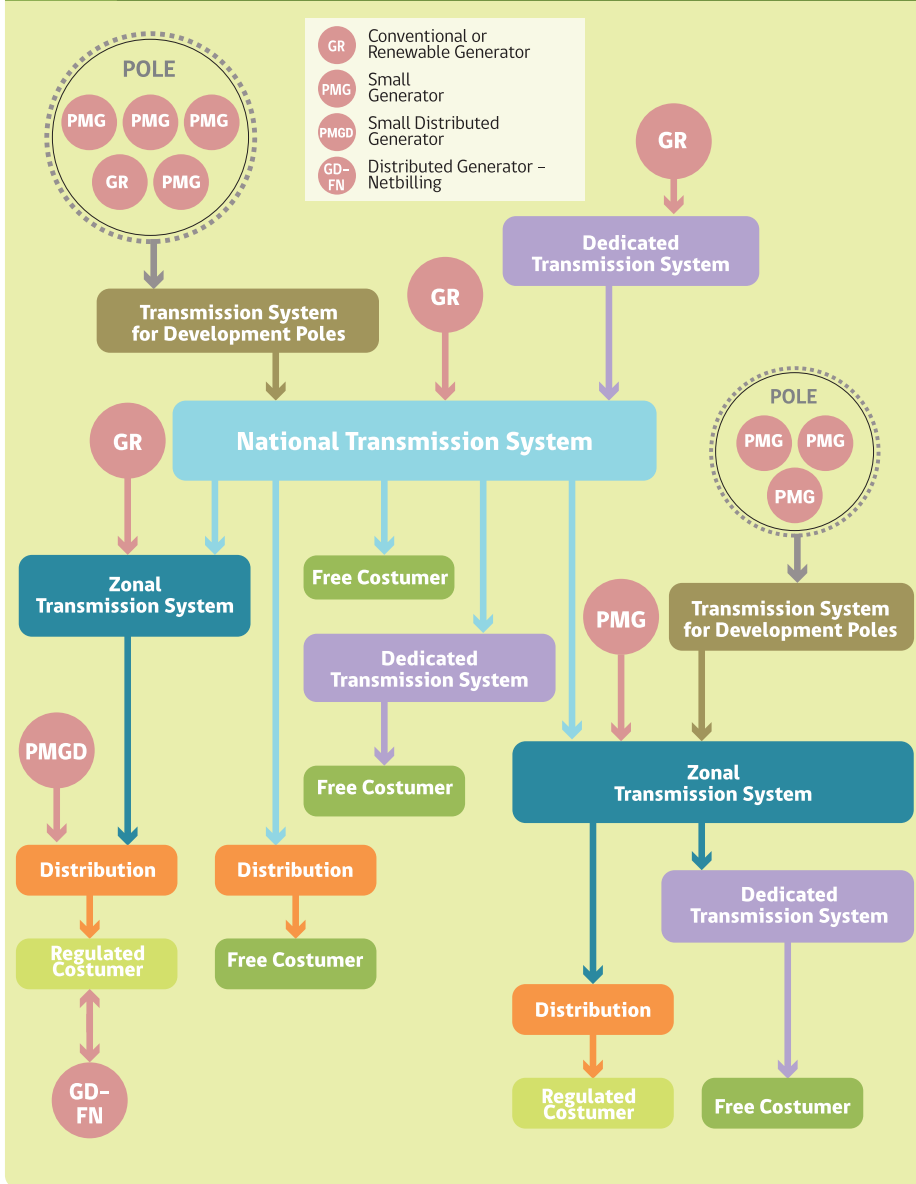 POLE
PMG
PMG
PMG
GR
PMG
GR
Conventional or
Renewable Generator
PMG
Small
Generator
PMGD
Small Distributed
Generator
GD–
FN
Distributed Generator –
Netbilling
GR
Dedicated
Transmission System
GR
Transmission System
for Development Poles
POLE
PMG
PMG
PMG
GR
National Transmission System
Zonal
Transmission System
Free Costumer
PMG
Transmission System
for Development Poles
Dedicated
Transmission System
PMGD
Free Costumer
Zonal
Transmission System
Distribution
Distribution
Dedicated
Transmission System
Regulated
Costumer
Free Costumer
Distribution
GD–
FN
Regulated
Costumer
Free Costumer